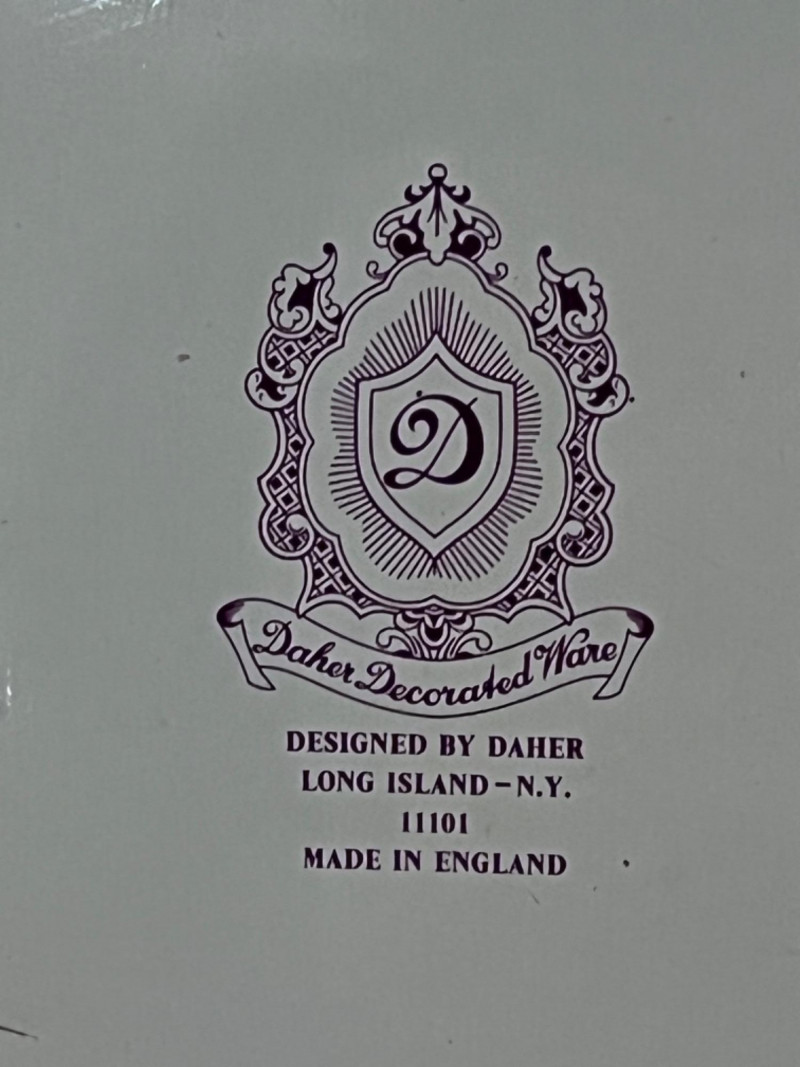 D
Daher Decorated Ware
DESIGNED BY DAHER
LONG ISLAND-N.Y.
11101
MADE IN ENGLAND